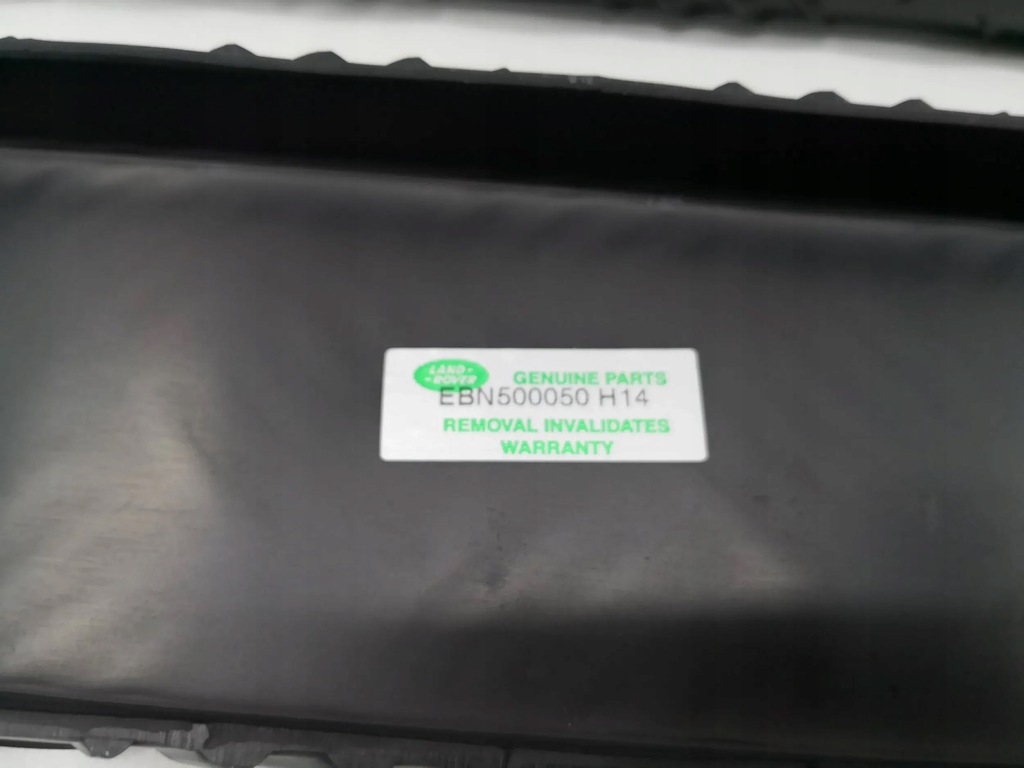 LAND-
-ROVER
GENUINE PARTS
EBN500050 H14
REMOVAL INVALIDATES
WARRANTY